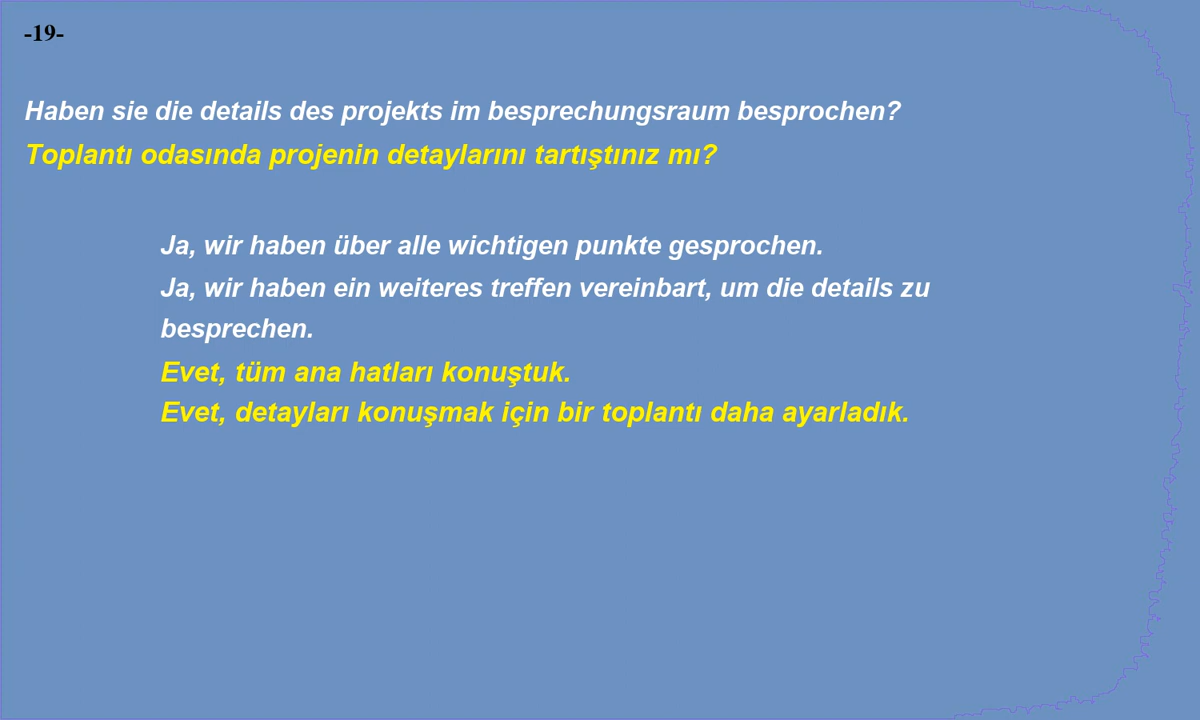 -19-
Haben sie die details des projekts im besprechungsraum besprochen?
Toplantı odasında projenin detaylarını tartıştınız mı?
Ja, wir haben über alle wichtigen punkte gesprochen.
Ja, wir haben ein weiteres treffen vereinbart, um die details zu
besprechen.
Evet, tüm ana hatları konuştuk.
Evet, detayları konuşmak için bir toplantı daha ayarladık.